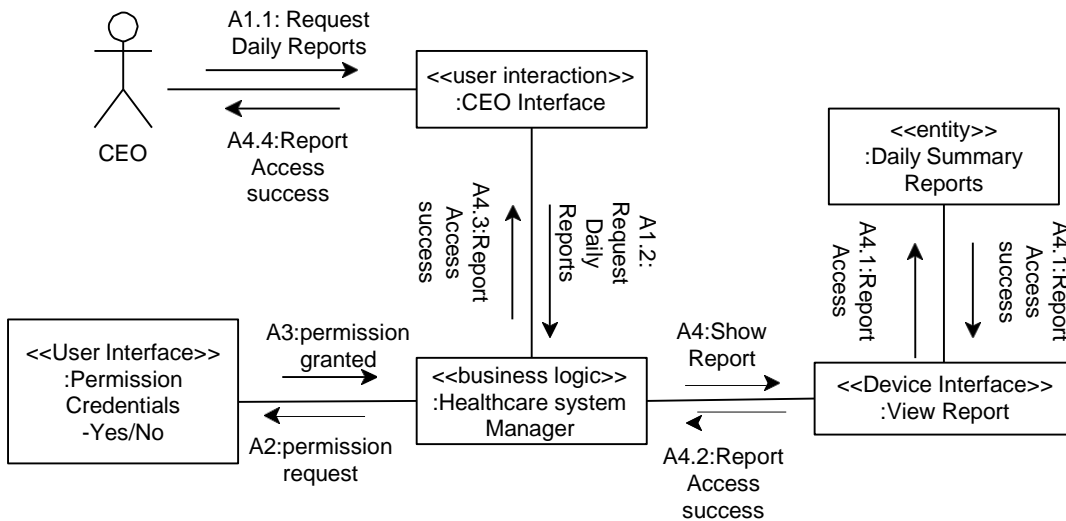 A1.1: Request
Daily Reports
<<user interaction>>
:CEO Interface
CEO
A4.4:Report
Access
success
<<entity>>
:Daily Summary
Reports
A4.3:Report
Access
success
A1.2:
Request
Daily
Reports
A4.1:Report
Access
A4.1:Report
Access
success
<<User Interface>>
:Permission
Credentials
-Yes/No
A3:permission
granted
A2:permission
request
<<business logic>>
:Healthcare system
Manager
A4:Show
Report
A4.2:Report
Access
success
<<Device Interface>>
:View Report